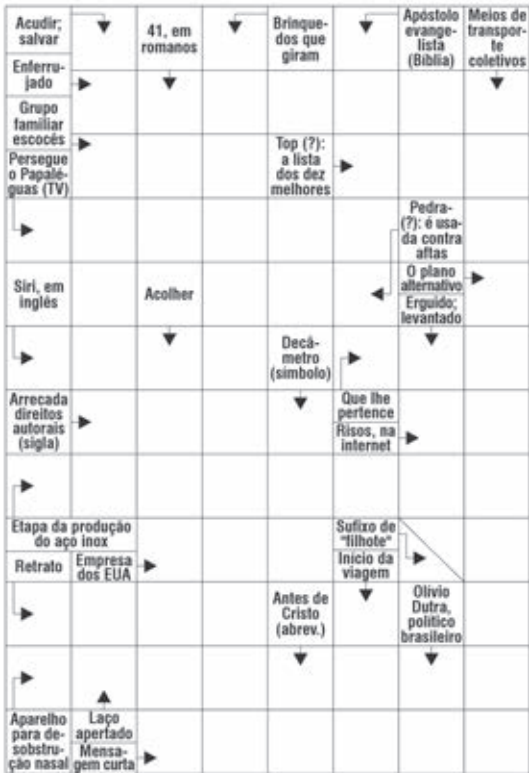 Acudir;
salvar
41, em
romanos
Brinque-
dos que
giram
Apóstolo
evange-
lista
(Bíblia)
Meios de
transpor-
te
coletivos
Enferru-
jado
Grupo
familiar
escocês
Persegue
o Papalé-
guas (TV)
Top (?):
a lista
dos dez
melhores
Pedra-
(?): é usa-
da contra
aftas
Siri, em
inglês
Acolher
O plano
alternativo
Erguido;
levantado
Decâ-
metro
(símbolo)
Arrecada
direitos
autorais
(sigla)
Que lhe
pertence
Risos, na
internet
Etapa da produção
do aço inox
Sufixo de
"filhote"
Retrato
Empresa
dos EUA
Início da
viagem
Antes de
Cristo
(abrev.)
Olívio
Dutra,
político
brasileiro
Aparelho
para de-
sobstru-
ção nasal
Laço
apertado
Mensa-
gem curta